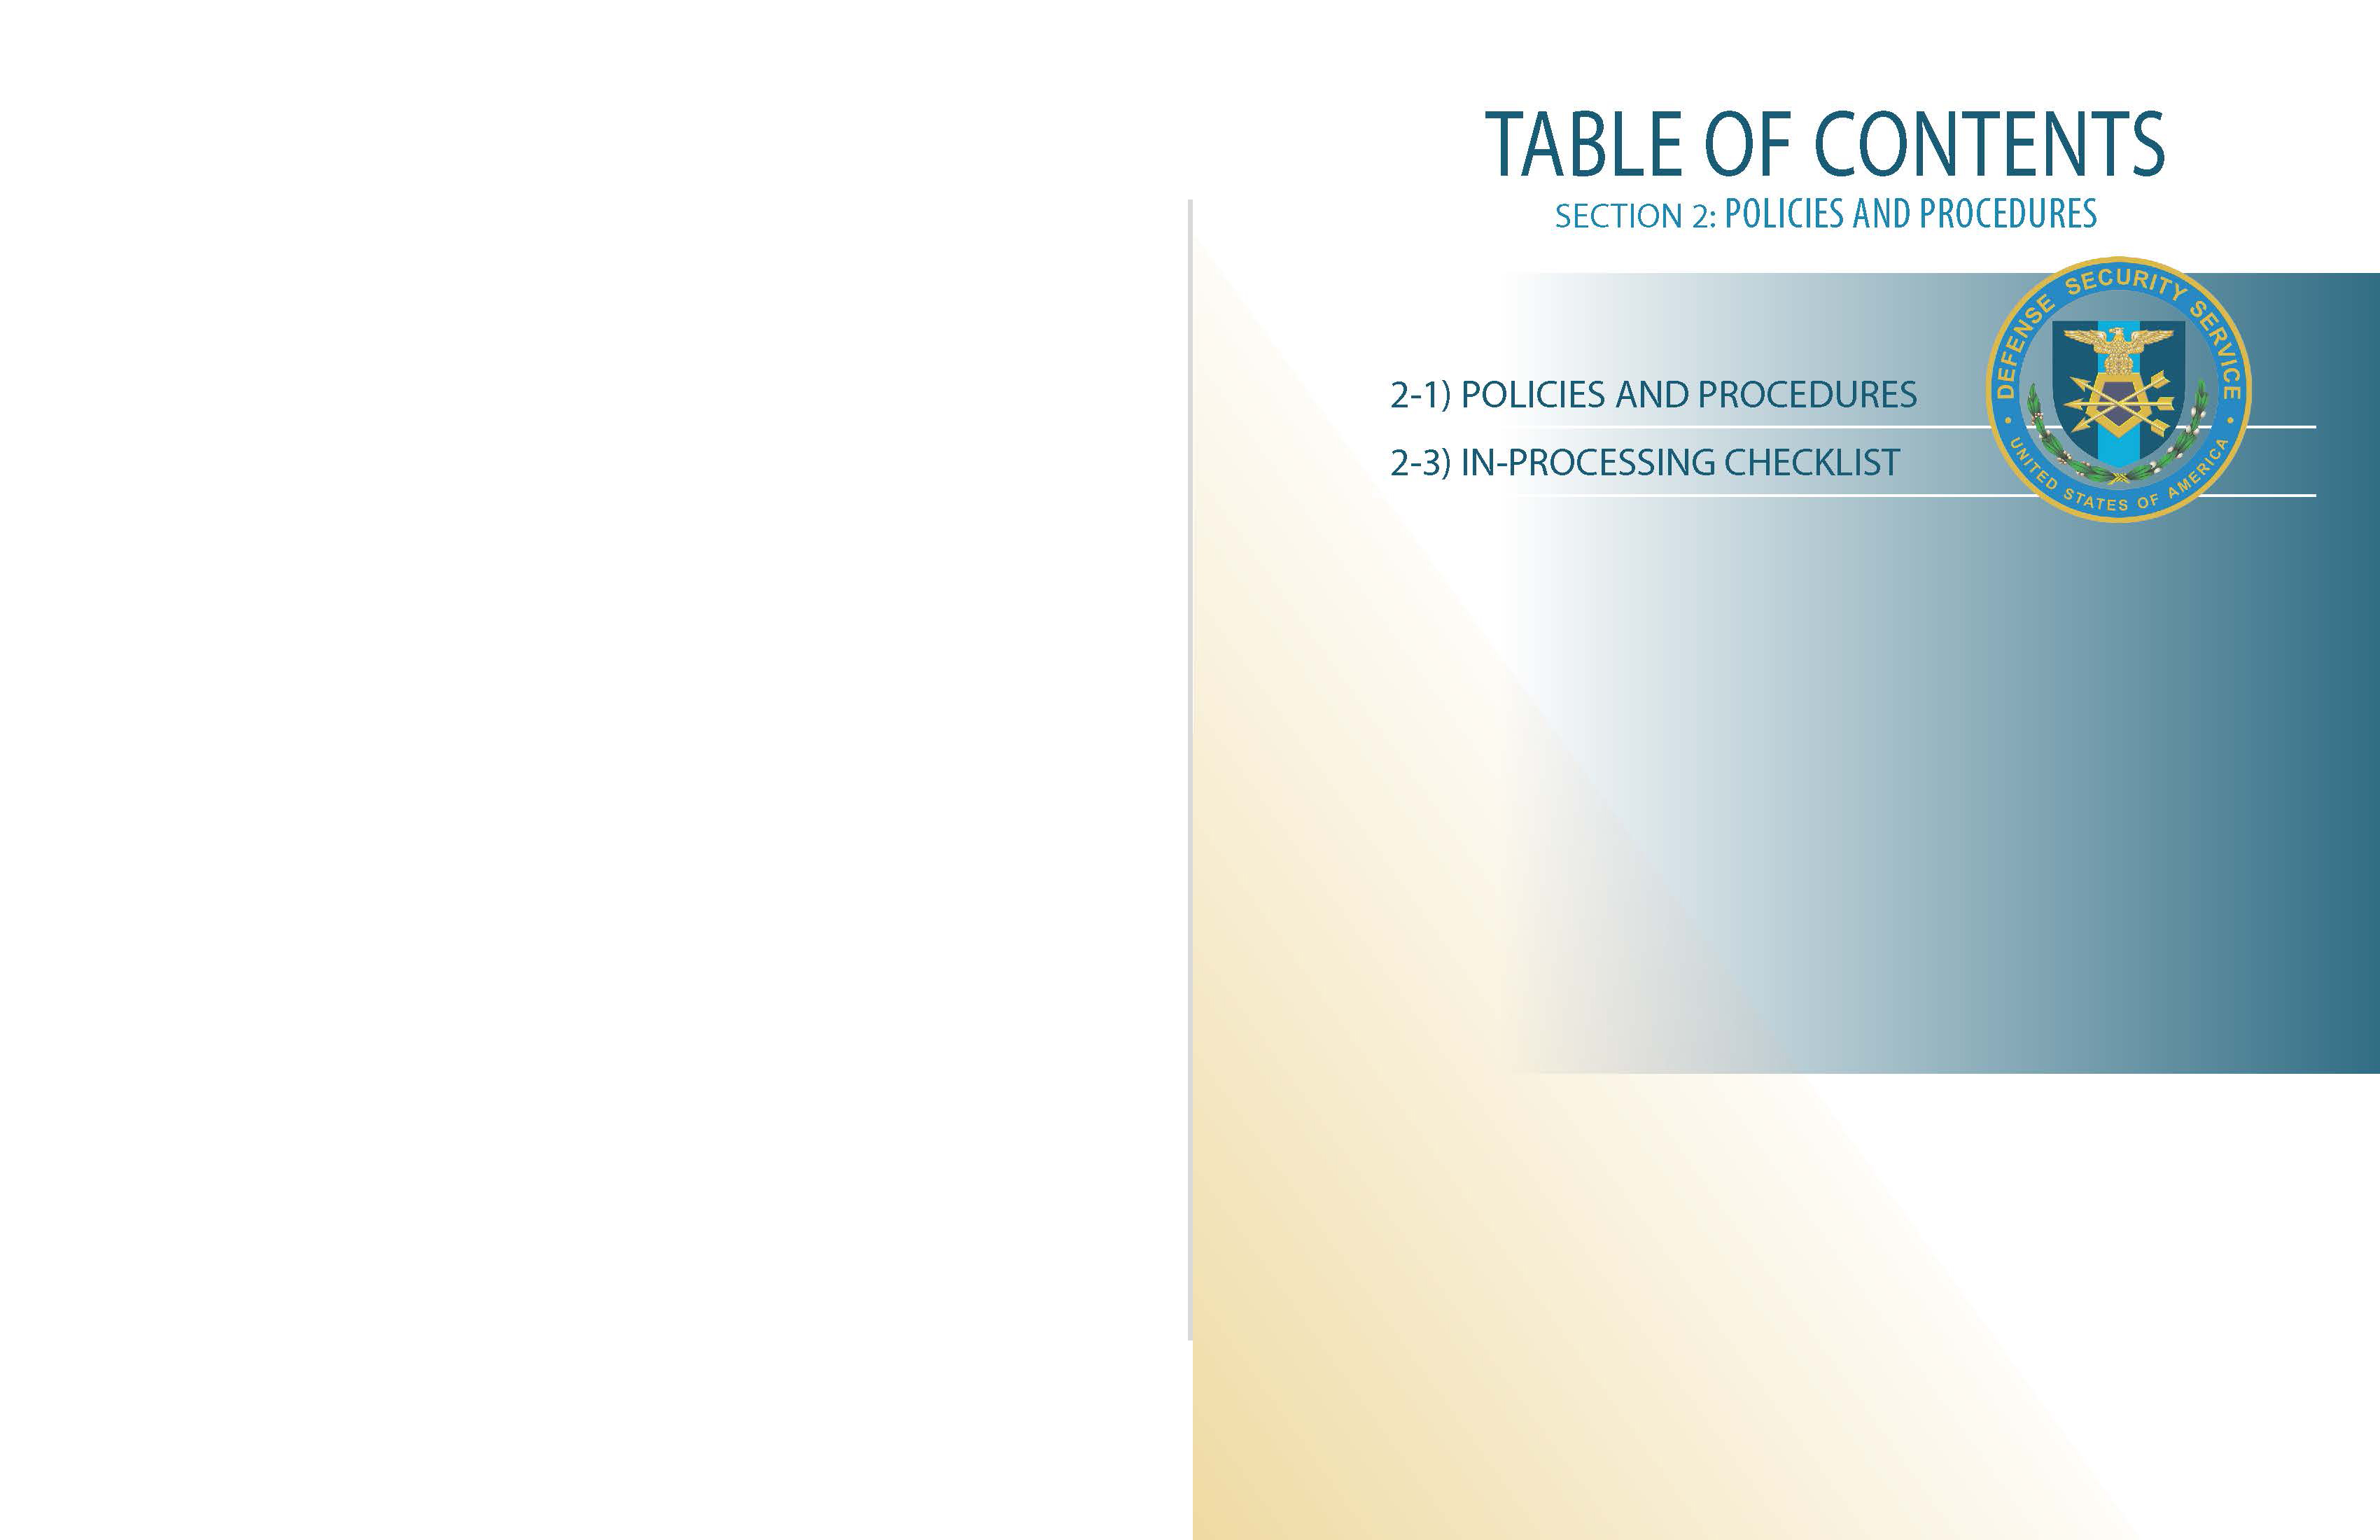 TABLE OF CONTENTS
SECTION 2: POLICIES AND PROCEDURES
DEFENSE SECURITY SERVICE
UNITED STATES OF AMERICA
2-1) POLICIES AND PROCEDURES
2-3) IN-PROCESSING CHECKLIST